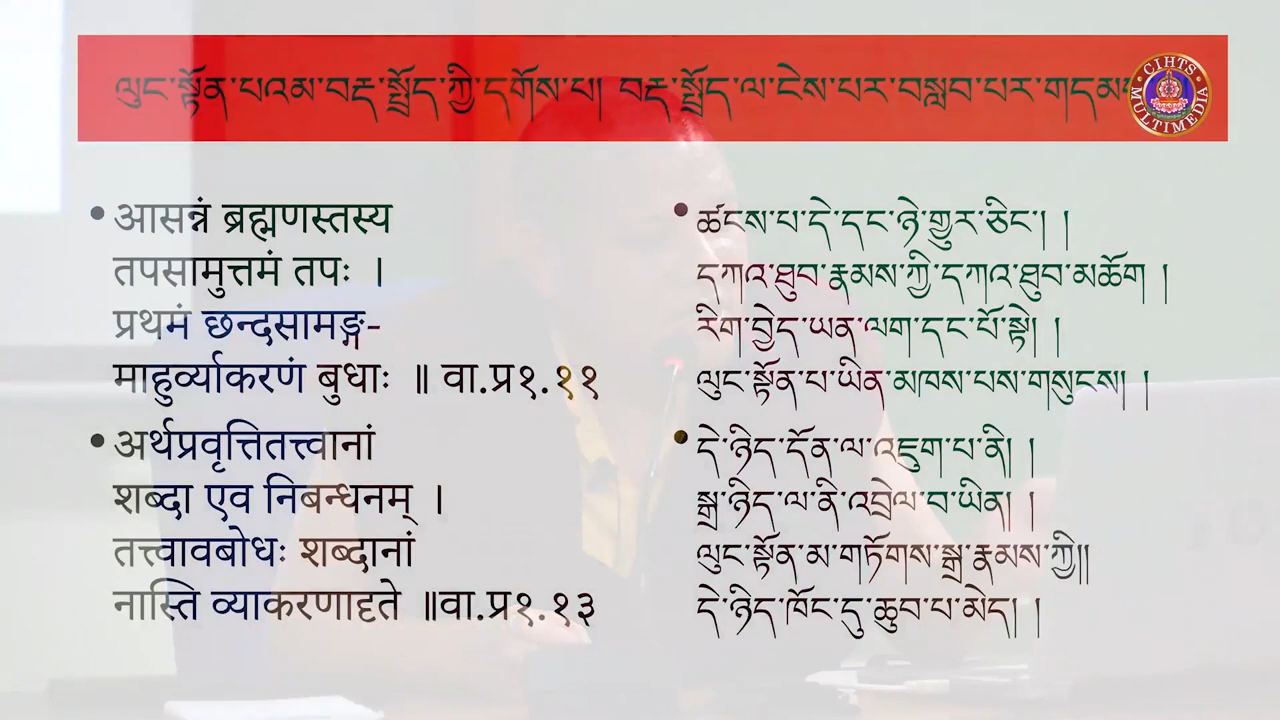 ལུང་སྟོན་པའམ་བརྡ་སྤྲོད་ཀྱི་དགོས་པ། བརྡ་སྤྲོད་ལ་ངེས་པར་བསླབ་པར་གདམས
CIHTS
MULTIMEDIA
• आसन्नं ब्रह्मणस्तस्य
तपसामुत्तमं तपः ।
प्रथमं छन्दसामङ्ग-
माहुर्व्याकरणं बुधाः ॥ वा.प्र१.११
• अर्थप्रवृत्तितत्त्वानां
शब्दा एव निबन्धनम् ।
तत्त्वावबोधः शब्दानां
नास्ति व्याकरणादृते ॥वा.प्र१.१३
• ཚངས་པ་དེ་དང་ཉེ་གྱུར་ཅིང་། །
དཀའ་ཐུབ་རྣམས་ཀྱི་དཀའ་ཐུབ་མཆོག །
རིག་བྱེད་ཡན་ལག་དང་པོ་སྟེ། །
ལུང་སྟོན་པ་ཡིན་མཁས་པས་གསུངས། །
• དེ་ཉིད་དོན་ལ་འཇུག་པ་ནི། །
སྒྲ་ཉིད་ལ་ནི་འབྲེལ་བ་ཡིན། །
ལུང་སྟོན་མ་གཏོགས་སྒྲ་རྣམས་ཀྱི།།
དེ་ཉིད་ཁོང་དུ་ཆུབ་པ་མེད། །